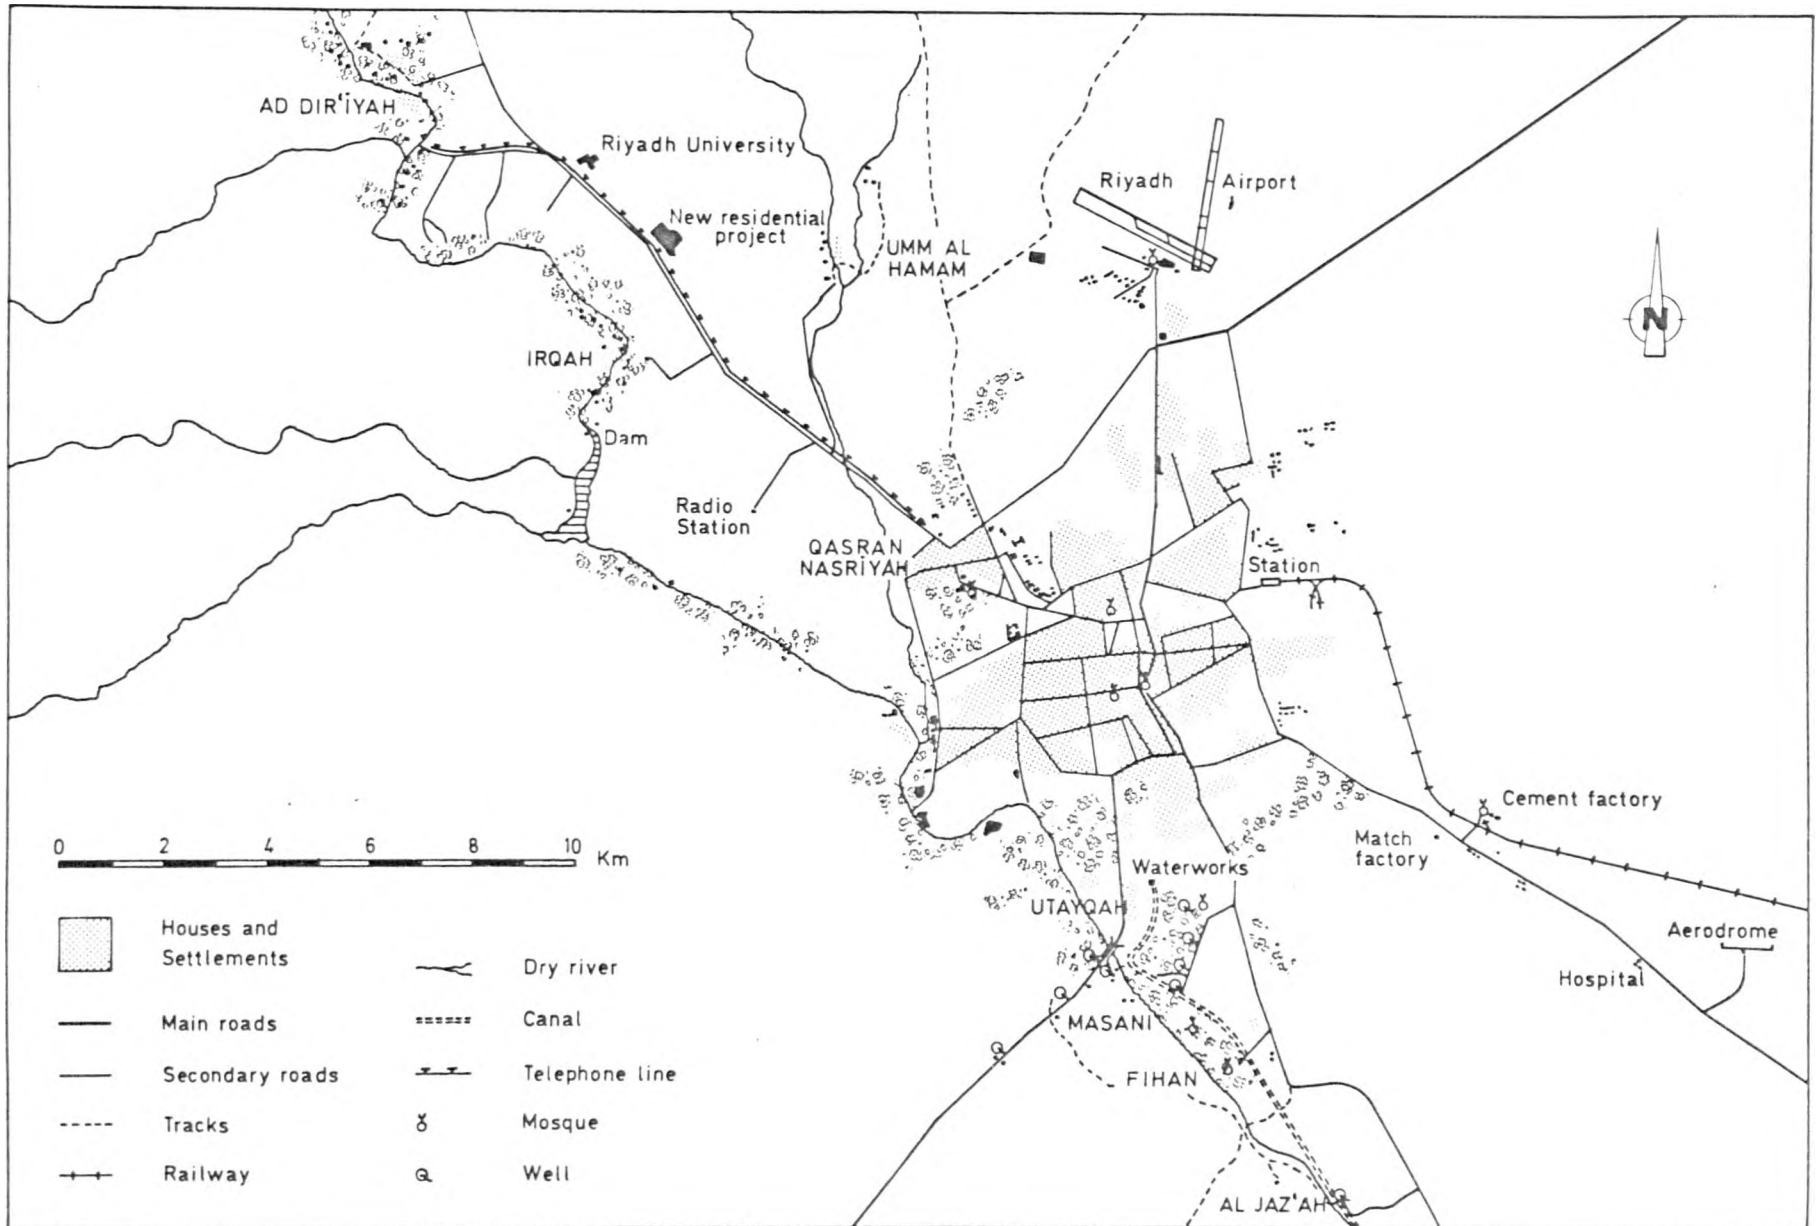 AD DIR'ĪYAH
Riyadh University
New residential
project
UMM AL
HAMAM
Riyadh Airport
N
IRQAH
Dam
Radio
Station
QASRAN
NASRĪYAH
Station
Cement factory
Match
factory
Waterworks
UTAYQAH
Aerodrome
Hospital
MASANI
FIHAN
AL JAZ'AH
0 2 4 6 8 10 Km
Houses and
Settlements
Main roads
Secondary roads
Tracks
Railway
Dry river
Canal
Telephone line
Mosque
Well